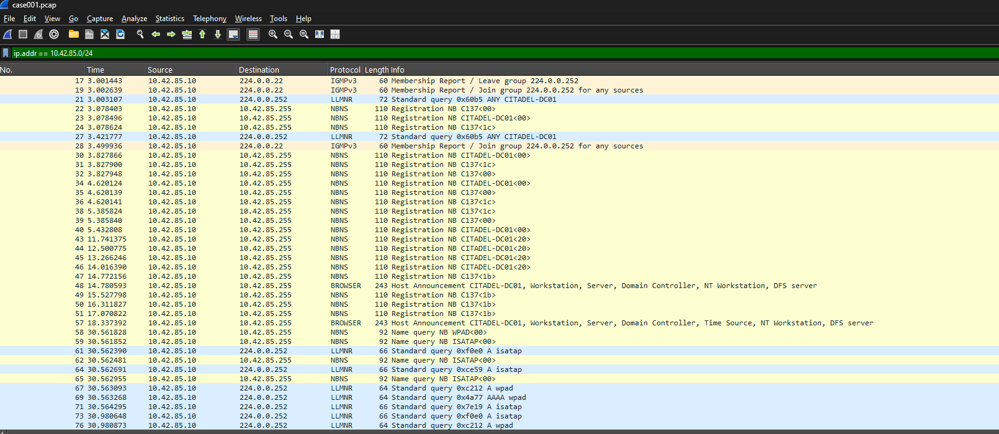 case001.pcap
File Edit View Go Capture Analyze Statistics Telephony Wireless Tools Help
ip.addr == 10.42.85.0/24
No. Time Source Destination Protocol Length Info
17 3.001443 10.42.85.10 224.0.0.22 IGMPv3 60 Membership Report / Leave group 224.0.0.252
19 3.002639 10.42.85.10 224.0.0.22 IGMPv3 60 Membership Report / Join group 224.0.0.252 for any sources
21 3.003107 10.42.85.10 224.0.0.252 LLMNR 72 Standard query 0x60b5 ANY CITADEL-DC01
22 3.078403 10.42.85.10 10.42.85.255 NBNS 110 Registration NB C137<00>
23 3.078496 10.42.85.10 10.42.85.255 NBNS 110 Registration NB CITADEL-DC01<00>
24 3.078624 10.42.85.10 10.42.85.255 NBNS 110 Registration NB C137<1c>
27 3.421777 10.42.85.10 224.0.0.252 LLMNR 72 Standard query 0x60b5 ANY CITADEL-DC01
28 3.499936 10.42.85.10 224.0.0.22 IGMPv3 60 Membership Report / Join group 224.0.0.252 for any sources
30 3.827866 10.42.85.10 10.42.85.255 NBNS 110 Registration NB CITADEL-DC01<00>
31 3.827900 10.42.85.10 10.42.85.255 NBNS 110 Registration NB C137<1c>
32 3.827948 10.42.85.10 10.42.85.255 NBNS 110 Registration NB C137<00>
34 4.620124 10.42.85.10 10.42.85.255 NBNS 110 Registration NB CITADEL-DC01<00>
35 4.620139 10.42.85.10 10.42.85.255 NBNS 110 Registration NB C137<00>
36 4.620141 10.42.85.10 10.42.85.255 NBNS 110 Registration NB C137<1c>
38 5.385824 10.42.85.10 10.42.85.255 NBNS 110 Registration NB C137<1c>
39 5.385840 10.42.85.10 10.42.85.255 NBNS 110 Registration NB C137<00>
40 5.432808 10.42.85.10 10.42.85.255 NBNS 110 Registration NB CITADEL-DC01<00>
43 11.741375 10.42.85.10 10.42.85.255 NBNS 110 Registration NB CITADEL-DC01<20>
44 12.500775 10.42.85.10 10.42.85.255 NBNS 110 Registration NB CITADEL-DC01<20>
45 13.266246 10.42.85.10 10.42.85.255 NBNS 110 Registration NB CITADEL-DC01<20>
46 14.016390 10.42.85.10 10.42.85.255 NBNS 110 Registration NB CITADEL-DC01<20>
47 14.772156 10.42.85.10 10.42.85.255 NBNS 110 Registration NB C137<1b>
48 14.780593 10.42.85.10 10.42.85.255 BROWSER 243 Host Announcement CITADEL-DC01, Workstation, Server, Domain Controller, NT Workstation, DFS server
49 15.527798 10.42.85.10 10.42.85.255 NBNS 110 Registration NB C137<1b>
50 16.311827 10.42.85.10 10.42.85.255 NBNS 110 Registration NB C137<1b>
51 17.070822 10.42.85.10 10.42.85.255 NBNS 110 Registration NB C137<1b>
57 18.337392 10.42.85.10 10.42.85.255 BROWSER 243 Host Announcement CITADEL-DC01, Workstation, Server, Domain Controller, Time Source, NT Workstation, DFS server
58 30.561828 10.42.85.10 10.42.85.255 NBNS 92 Name query NB WPAD<00>
59 30.561852 10.42.85.10 10.42.85.255 NBNS 92 Name query NB ISATAP<00>
61 30.562390 10.42.85.10 224.0.0.252 LLMNR 66 Standard query 0xf0e0 A isatap
62 30.562481 10.42.85.10 10.42.85.255 NBNS 92 Name query NB ISATAP<00>
64 30.562691 10.42.85.10 224.0.0.252 LLMNR 66 Standard query 0xce59 A isatap
65 30.562955 10.42.85.10 10.42.85.255 NBNS 92 Name query NB ISATAP<00>
67 30.563093 10.42.85.10 224.0.0.252 LLMNR 64 Standard query 0xc212 A wpad
69 30.563268 10.42.85.10 224.0.0.252 LLMNR 64 Standard query 0x4a77 AAAA wpad
71 30.564295 10.42.85.10 224.0.0.252 LLMNR 66 Standard query 0x7e19 A isatap
73 30.980648 10.42.85.10 224.0.0.252 LLMNR 66 Standard query 0xf0e0 A isatap
76 30.980873 10.42.85.10 224.0.0.252 LLMNR 64 Standard query 0xc212 A wpad